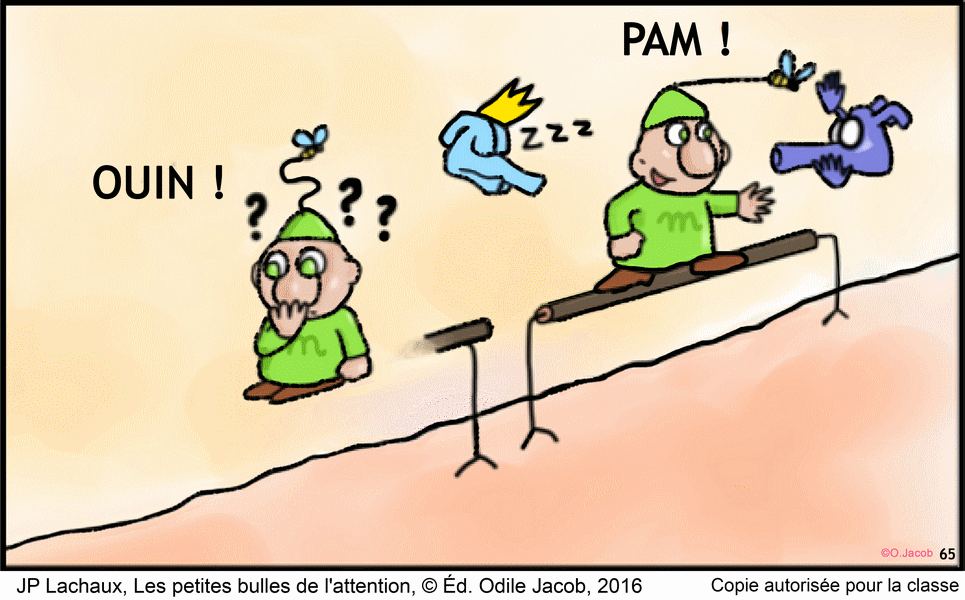 PAM !
OUIN !
? ? ?
z z z
m
m
©O.Jacob 65
JP Lachaux, Les petites bulles de l'attention, © Éd. Odile Jacob, 2016
Copie autorisée pour la classe